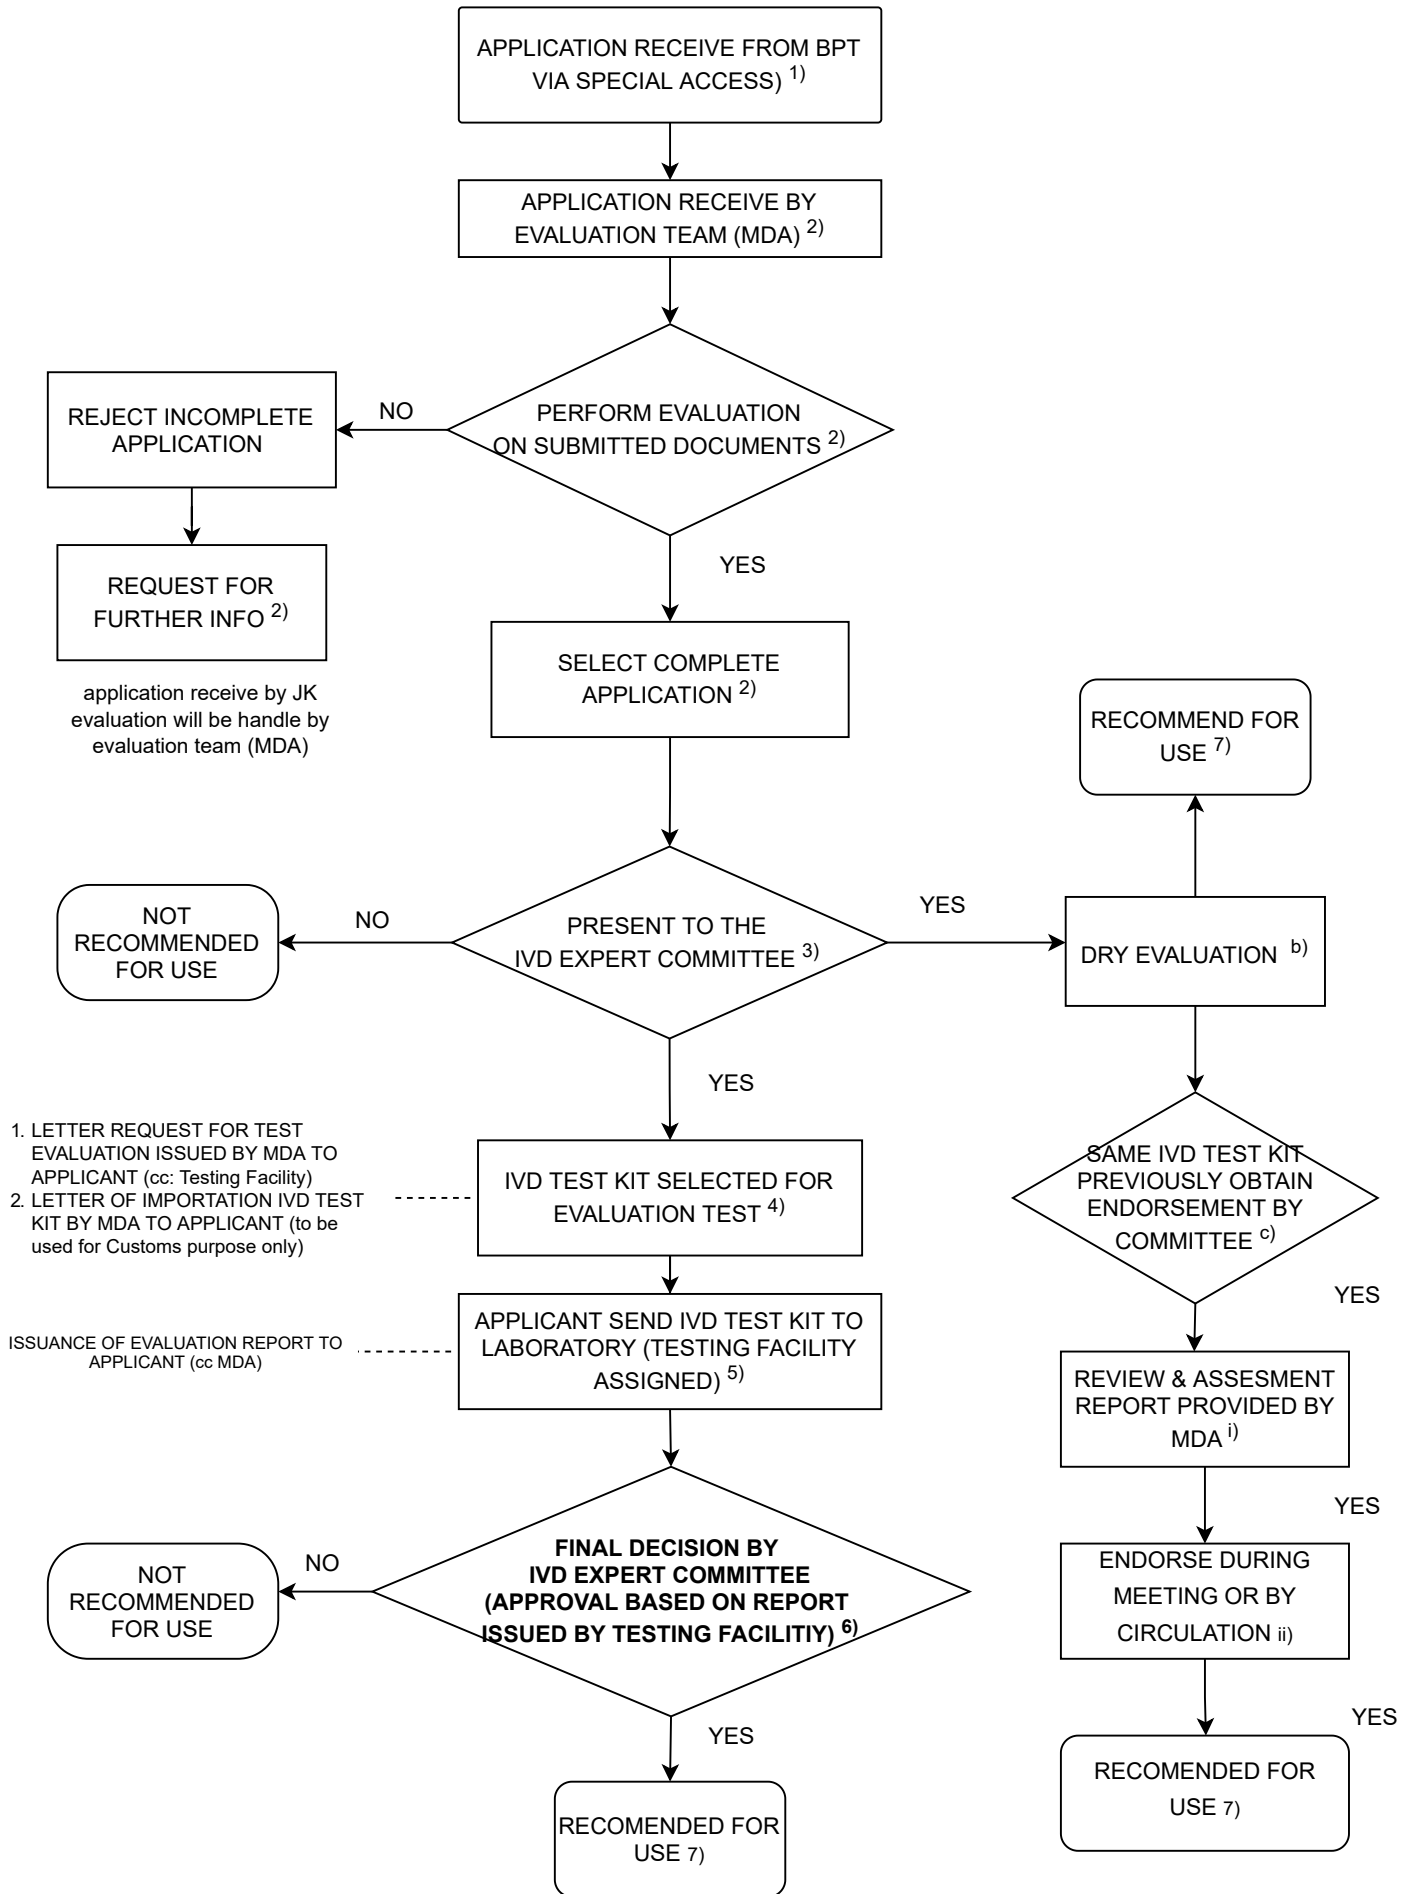 APPLICATION RECEIVE FROM BPT
VIA SPECIAL ACCESS) 1)
APPLICATION RECEIVE BY
EVALUATION TEAM (MDA) 2)
PERFORM EVALUATION
ON SUBMITTED DOCUMENTS 2)
NO
REJECT INCOMPLETE
APPLICATION
REQUEST FOR
FURTHER INFO 2)
application receive by JK
evaluation will be handle by
evaluation team (MDA)
YES
SELECT COMPLETE
APPLICATION 2)
RECOMMEND FOR
USE 7)
PRESENT TO THE
IVD EXPERT COMMITTEE 3)
NO
NOT
RECOMMENDED
FOR USE
YES
DRY EVALUATION b)
YES
SAME IVD TEST KIT
PREVIOUSLY OBTAIN
ENDORSEMENT BY
COMMITTEE c)
1. LETTER REQUEST FOR TEST
EVALUATION ISSUED BY MDA TO
APPLICANT (cc: Testing Facility)
2. LETTER OF IMPORTATION IVD TEST
KIT BY MDA TO APPLICANT (to be
used for Customs purpose only)
IVD TEST KIT SELECTED FOR
EVALUATION TEST 4)
YES
APPLICANT SEND IVD TEST KIT TO
LABORATORY (TESTING FACILITY
ASSIGNED) 5)
ISSUANCE OF EVALUATION REPORT TO
APPLICANT (cc MDA)
REVIEW & ASSESMENT
REPORT PROVIDED BY
MDA i)
YES
FINAL DECISION BY
IVD EXPERT COMMITTEE
(APPROVAL BASED ON REPORT
ISSUED BY TESTING FACILITIY) 6)
NO
NOT
RECOMMENDED
FOR USE
ENDORSE DURING
MEETING OR BY
CIRCULATION ii)
YES
YES
RECOMENDED FOR
USE 7)
RECOMENDED FOR
USE 7)